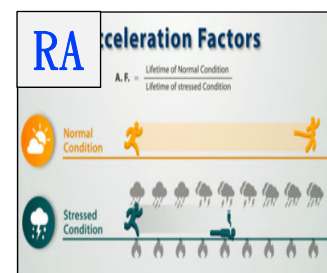 RA
cceleration Factors
A. F. = Lifetime of Normal Condition
Lifetime of stressed Condition
Normal
Condition
Stressed
Condition